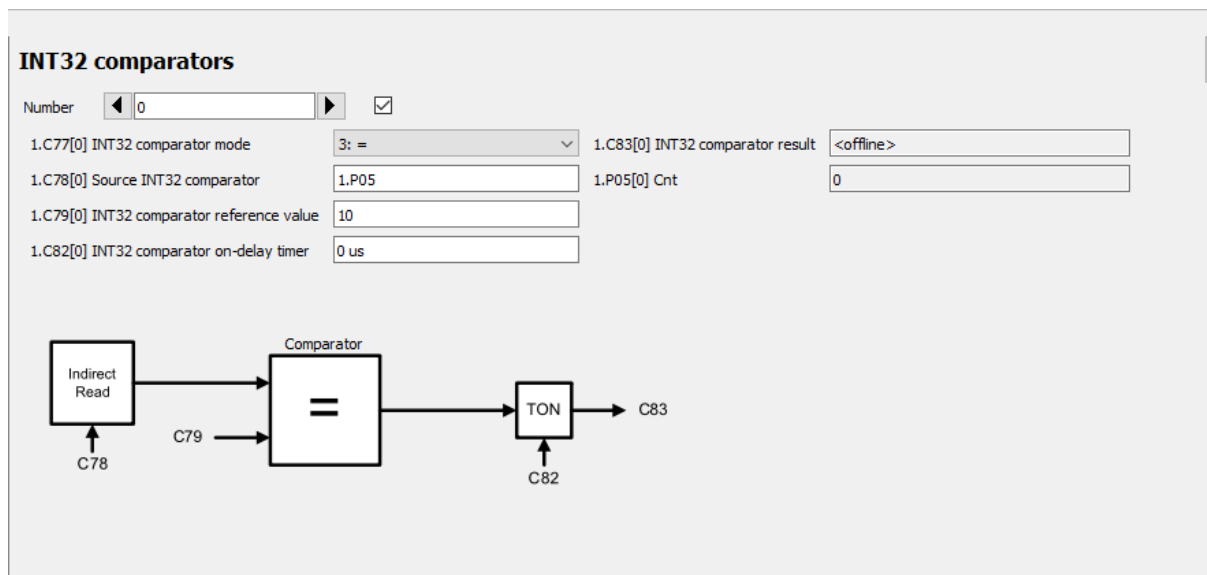 INT32 comparators
Number 0
1.C77[0] INT32 comparator mode 3: = 1.C83[0] INT32 comparator result <offline>
1.C78[0] Source INT32 comparator 1.P05 1.P05[0] Cnt 0
1.C79[0] INT32 comparator reference value 10
1.C82[0] INT32 comparator on-delay timer 0 us
Comparator
Indirect
Read
=
TON
C83
C79
C78
C82